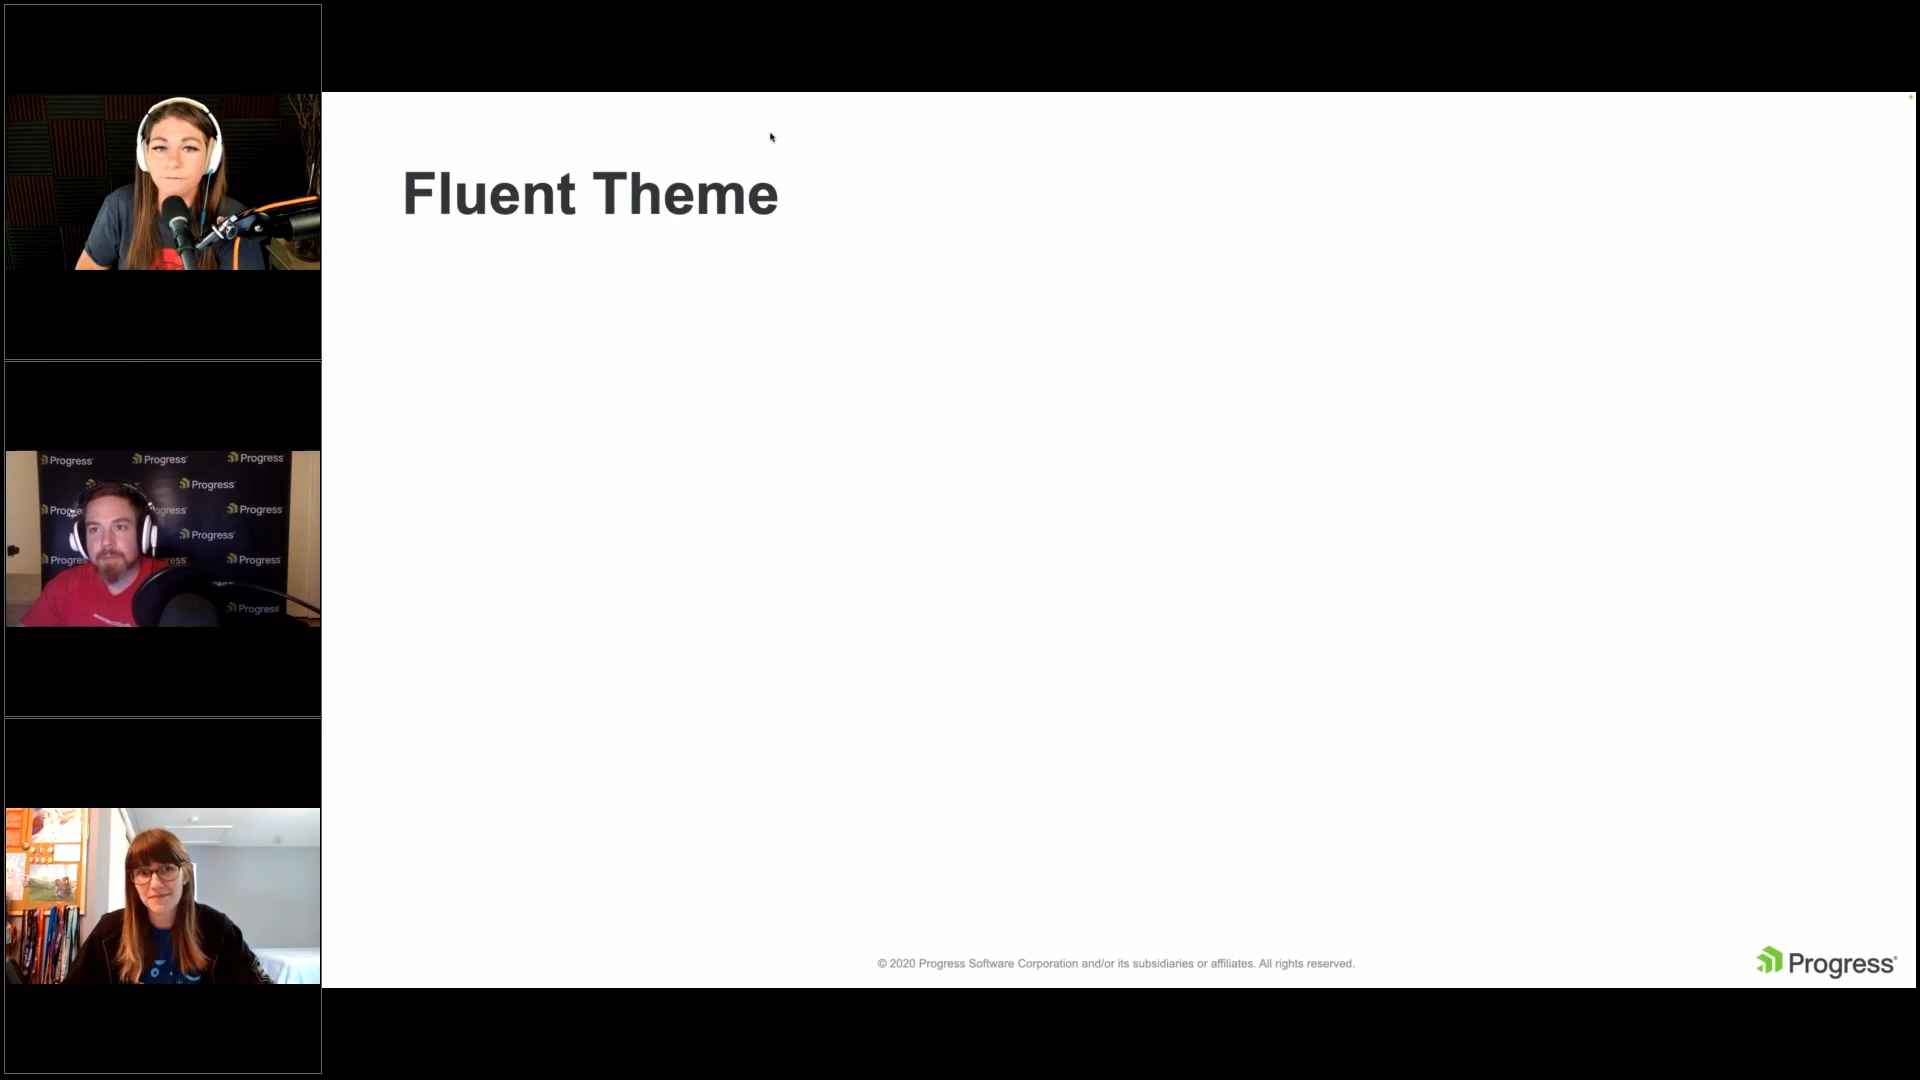 Fluent Theme
Progress
Progress
Progress
Progress
Progress
Progress
Progress
Progress
Progress
© 2020 Progress Software Corporation and/or its subsidiaries or affiliates. All rights reserved.
Progress